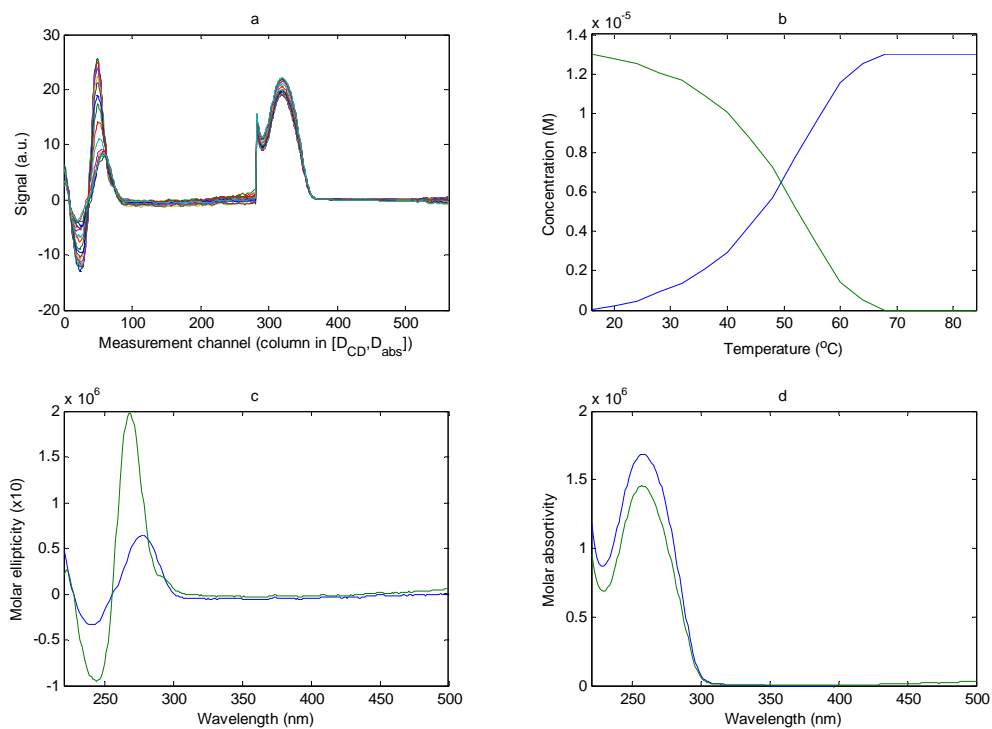 a
30
20
10
0
-10
-20
Signal (a.u.)
0 100 200 300 400 500
Measurement channel (column in [D_CD,D_abs])
b
x 10^-5
1.4
1.2
1
0.8
0.6
0.4
0.2
0
Concentration (M)
20 30 40 50 60 70 80
Temperature (°C)
c
x 10^6
2
1.5
1
0.5
0
-0.5
-1
Molar ellipticity (x10)
250 300 350 400 450 500
Wavelength (nm)
d
x 10^6
2
1.5
1
0.5
0
Molar absortivity
250 300 350 400 450 500
Wavelength (nm)